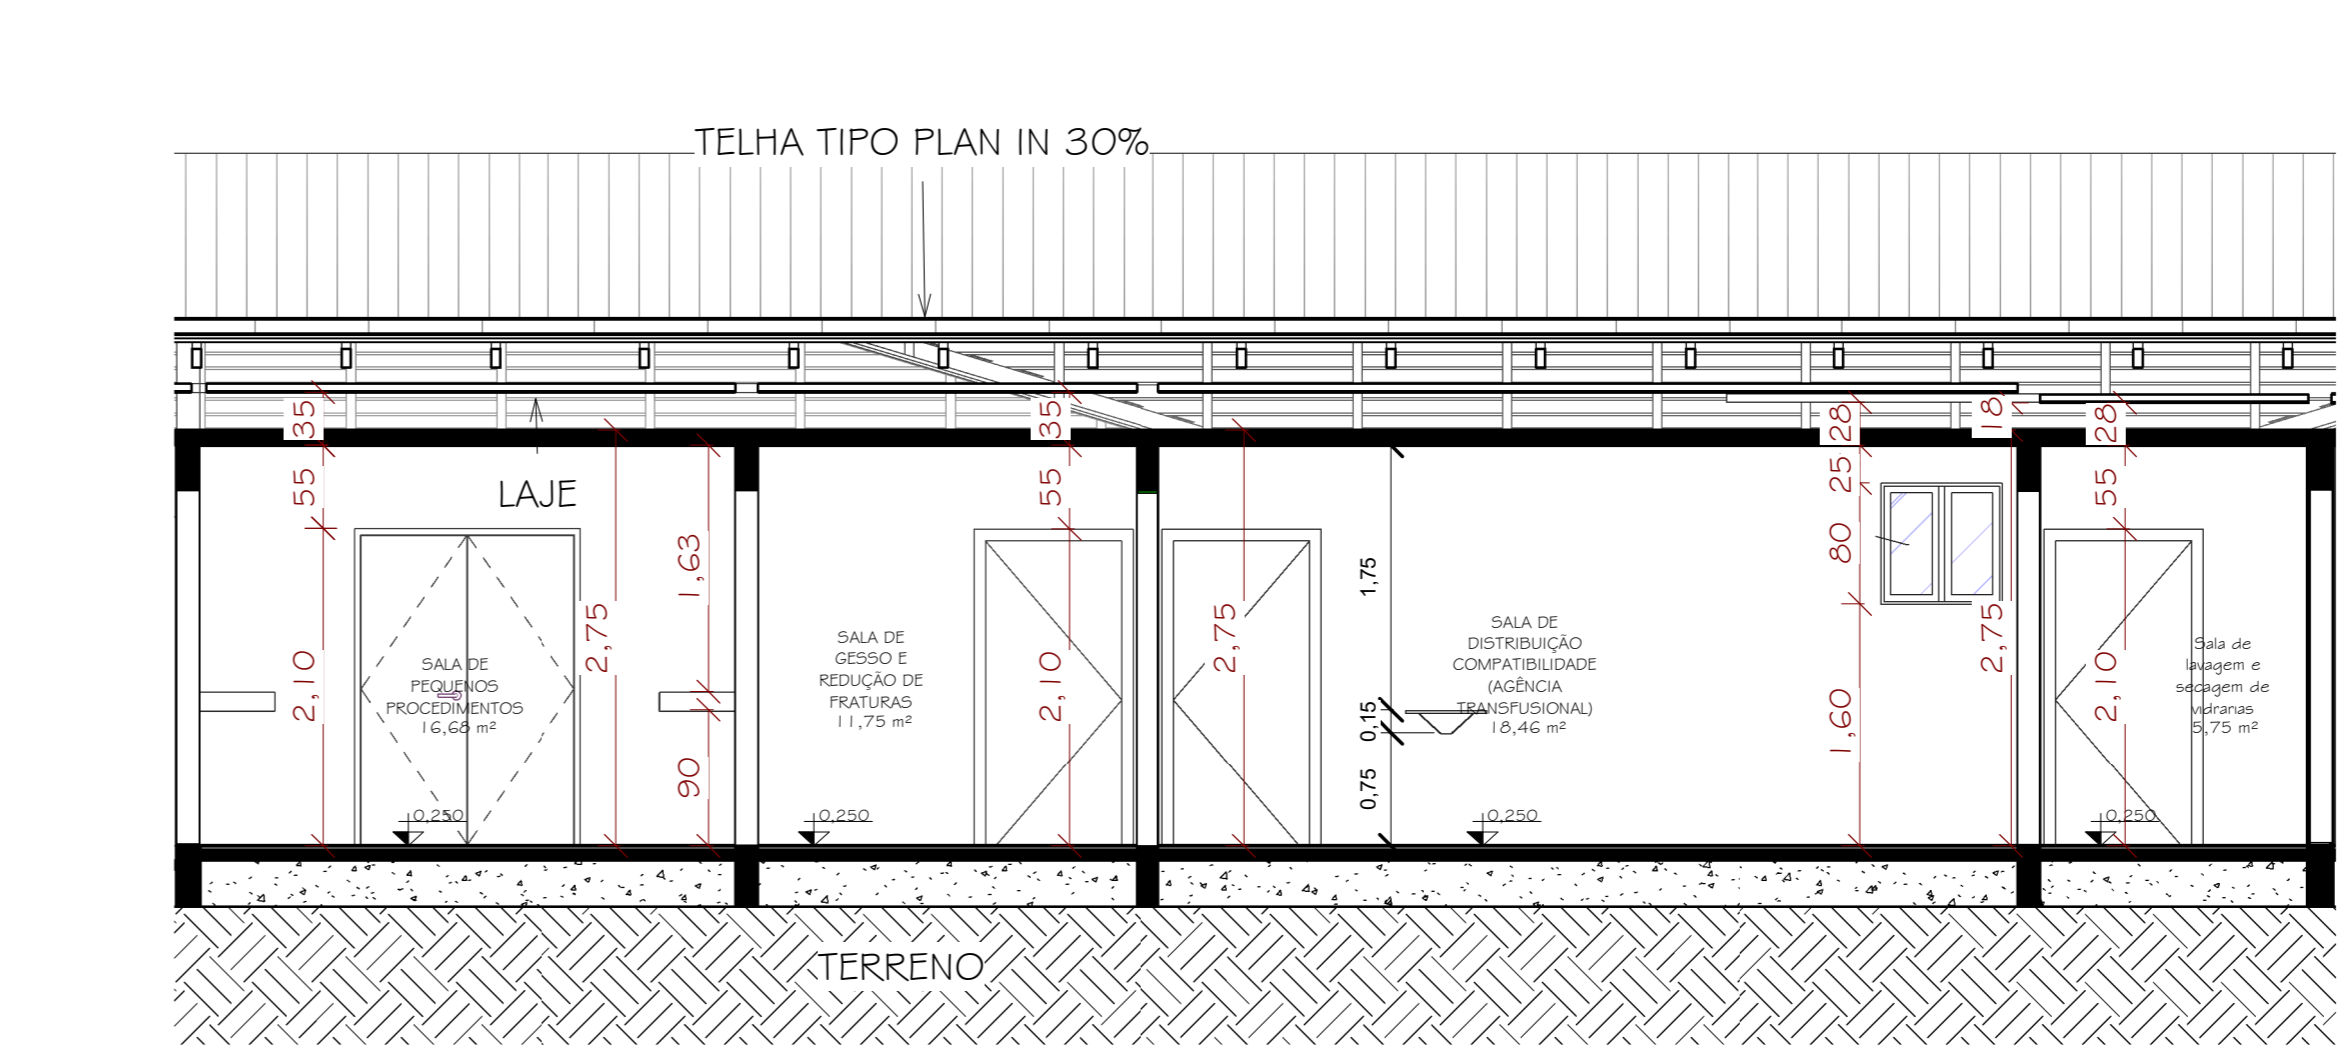 TELHA TIPO PLAN IN 30%
35
35
28
18
28
55
LAJE
55
25
55
1,63
80
1,75
2,10
2,75
2,10
2,75
2,75
2,10
SALA DE
PEQUENOS
PROCEDIMENTOS
16,68 m²
SALA DE
GESSO E
REDUÇÃO DE
FRATURAS
11,75 m²
SALA DE
DISTRIBUIÇÃO
COMPATIBILIDADE
(AGÊNCIA
TRANSFUSIONAL)
18,46 m²
Sala de
lavagem e
secagem de
vidrarias
5,75 m²
90
0,15
0,75
1,60
0,250
0,250
0,250
0,250
TERRENO